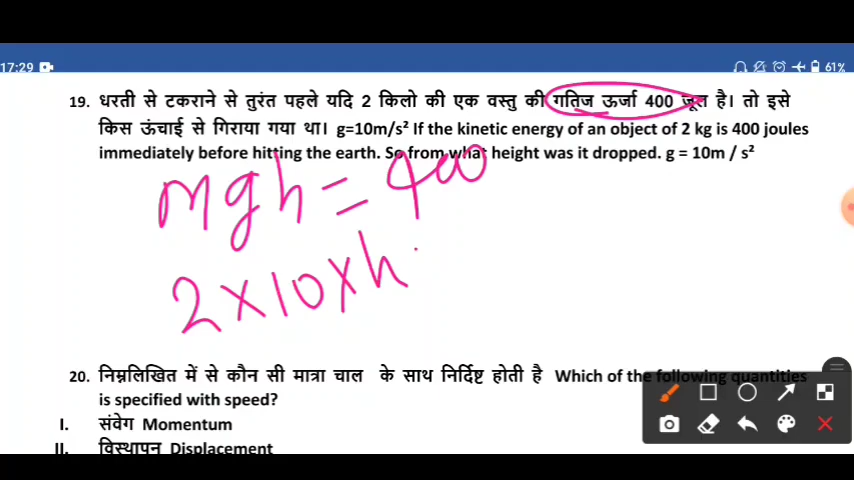 17:29
61%
19. धरती से टकराने से तुरंत पहले यदि 2 किलो की एक वस्तु की गतिज ऊर्जा 400 जूल है। तो इसे
किस ऊंचाई से गिराया गया था। g=10m/s² If the kinetic energy of an object of 2 kg is 400 joules
immediately before hitting the earth. So from what height was it dropped. g = 10m / s²
mgh = 400
2×10×h
20. निम्नलिखित में से कौन सी मात्रा चाल के साथ निर्दिष्ट होती है Which of the following quantities
is specified with speed?
I. संवेग Momentum
II. विस्थापन Displacement